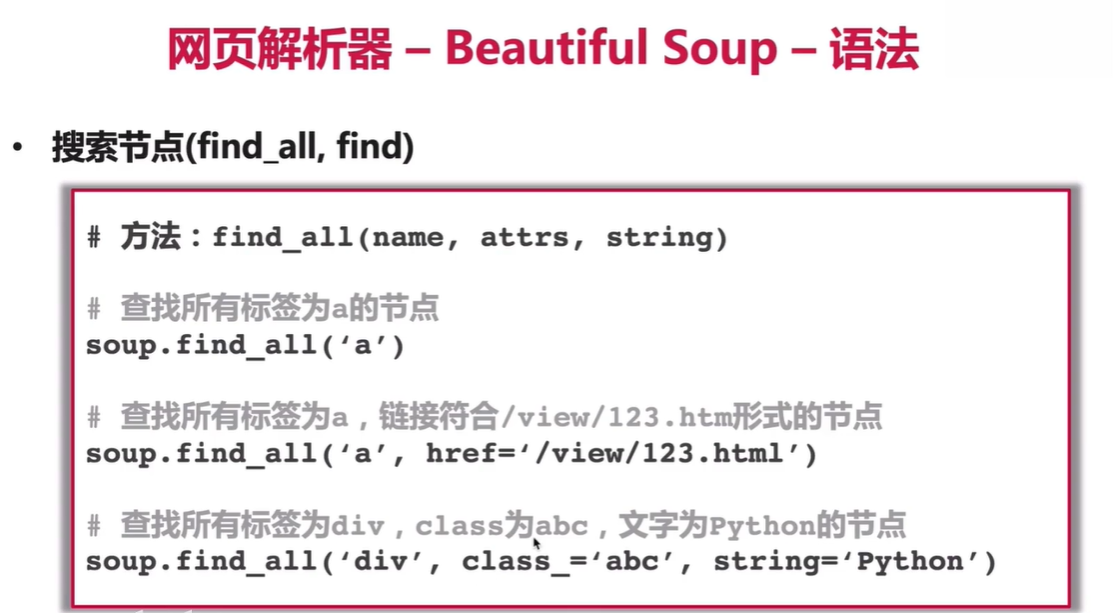 网页解析器 – Beautiful Soup – 语法
• 搜索节点(find_all, find)
# 方法：find_all(name, attrs, string)
# 查找所有标签为a的节点
soup.find_all(‘a’)
# 查找所有标签为a，链接符合/view/123.htm形式的节点
soup.find_all(‘a’, href=‘/view/123.html’)
# 查找所有标签为div，class为abc，文字为Python的节点
soup.find_all(‘div’, class_=‘abc’, string=‘Python’)